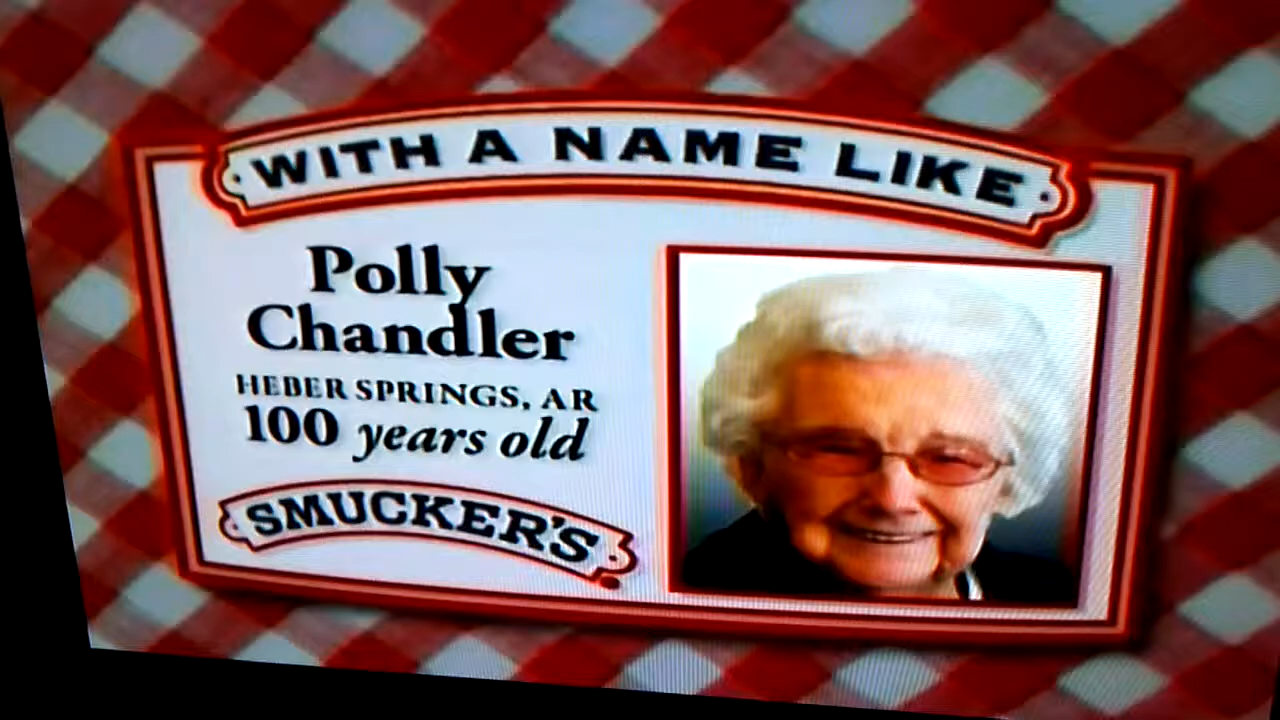 WITH A NAME LIKE
Polly
Chandler
HEBER SPRINGS, AR
100 years old
SMUCKER'S